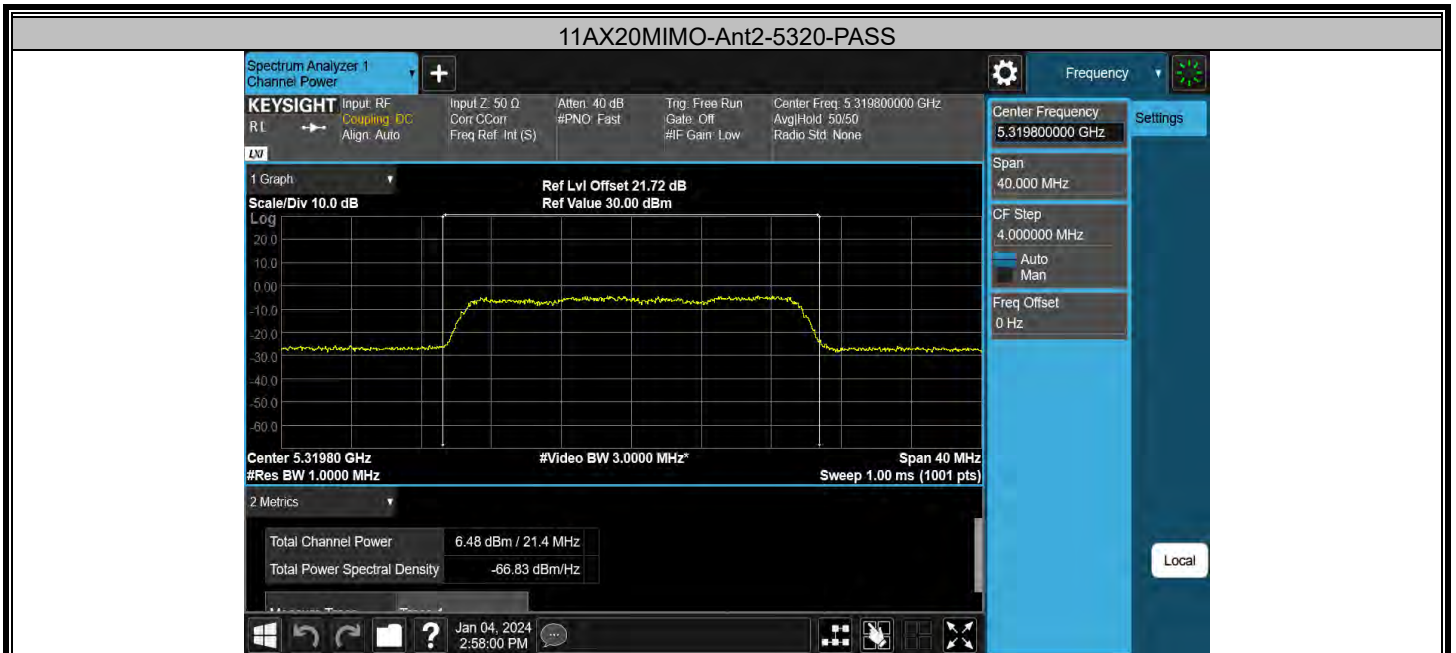 11AX20MIMO-Ant2-5320-PASS
Spectrum Analyzer 1
Channel Power
Frequency
KEYSIGHT
RL
LXI
Input: RF
Coupling: DC
Align: Auto
Input Z: 50 Ω
Corr CCorr
Freq Ref: Int (S)
Atten: 40 dB
#PNO: Fast
Trig: Free Run
Gate: Off
#IF Gain: Low
Center Freq: 5.319800000 GHz
Avg|Hold: 50/50
Radio Std: None
Center Frequency
5.319800000 GHz
Settings
Span
40.000 MHz
CF Step
4.000000 MHz
Auto
Man
Freq Offset
0 Hz
Local
1 Graph
Scale/Div 10.0 dB
Ref Lvl Offset 21.72 dB
Ref Value 30.00 dBm
Log
20.0
10.0
0.00
-10.0
-20.0
-30.0
-40.0
-50.0
-60.0
Center 5.31980 GHz
#Res BW 1.0000 MHz
#Video BW 3.0000 MHz*
Span 40 MHz
Sweep 1.00 ms (1001 pts)
2 Metrics
Total Channel Power 6.48 dBm / 21.4 MHz
Total Power Spectral Density -66.83 dBm/Hz
Jan 04, 2024
2:58:00 PM